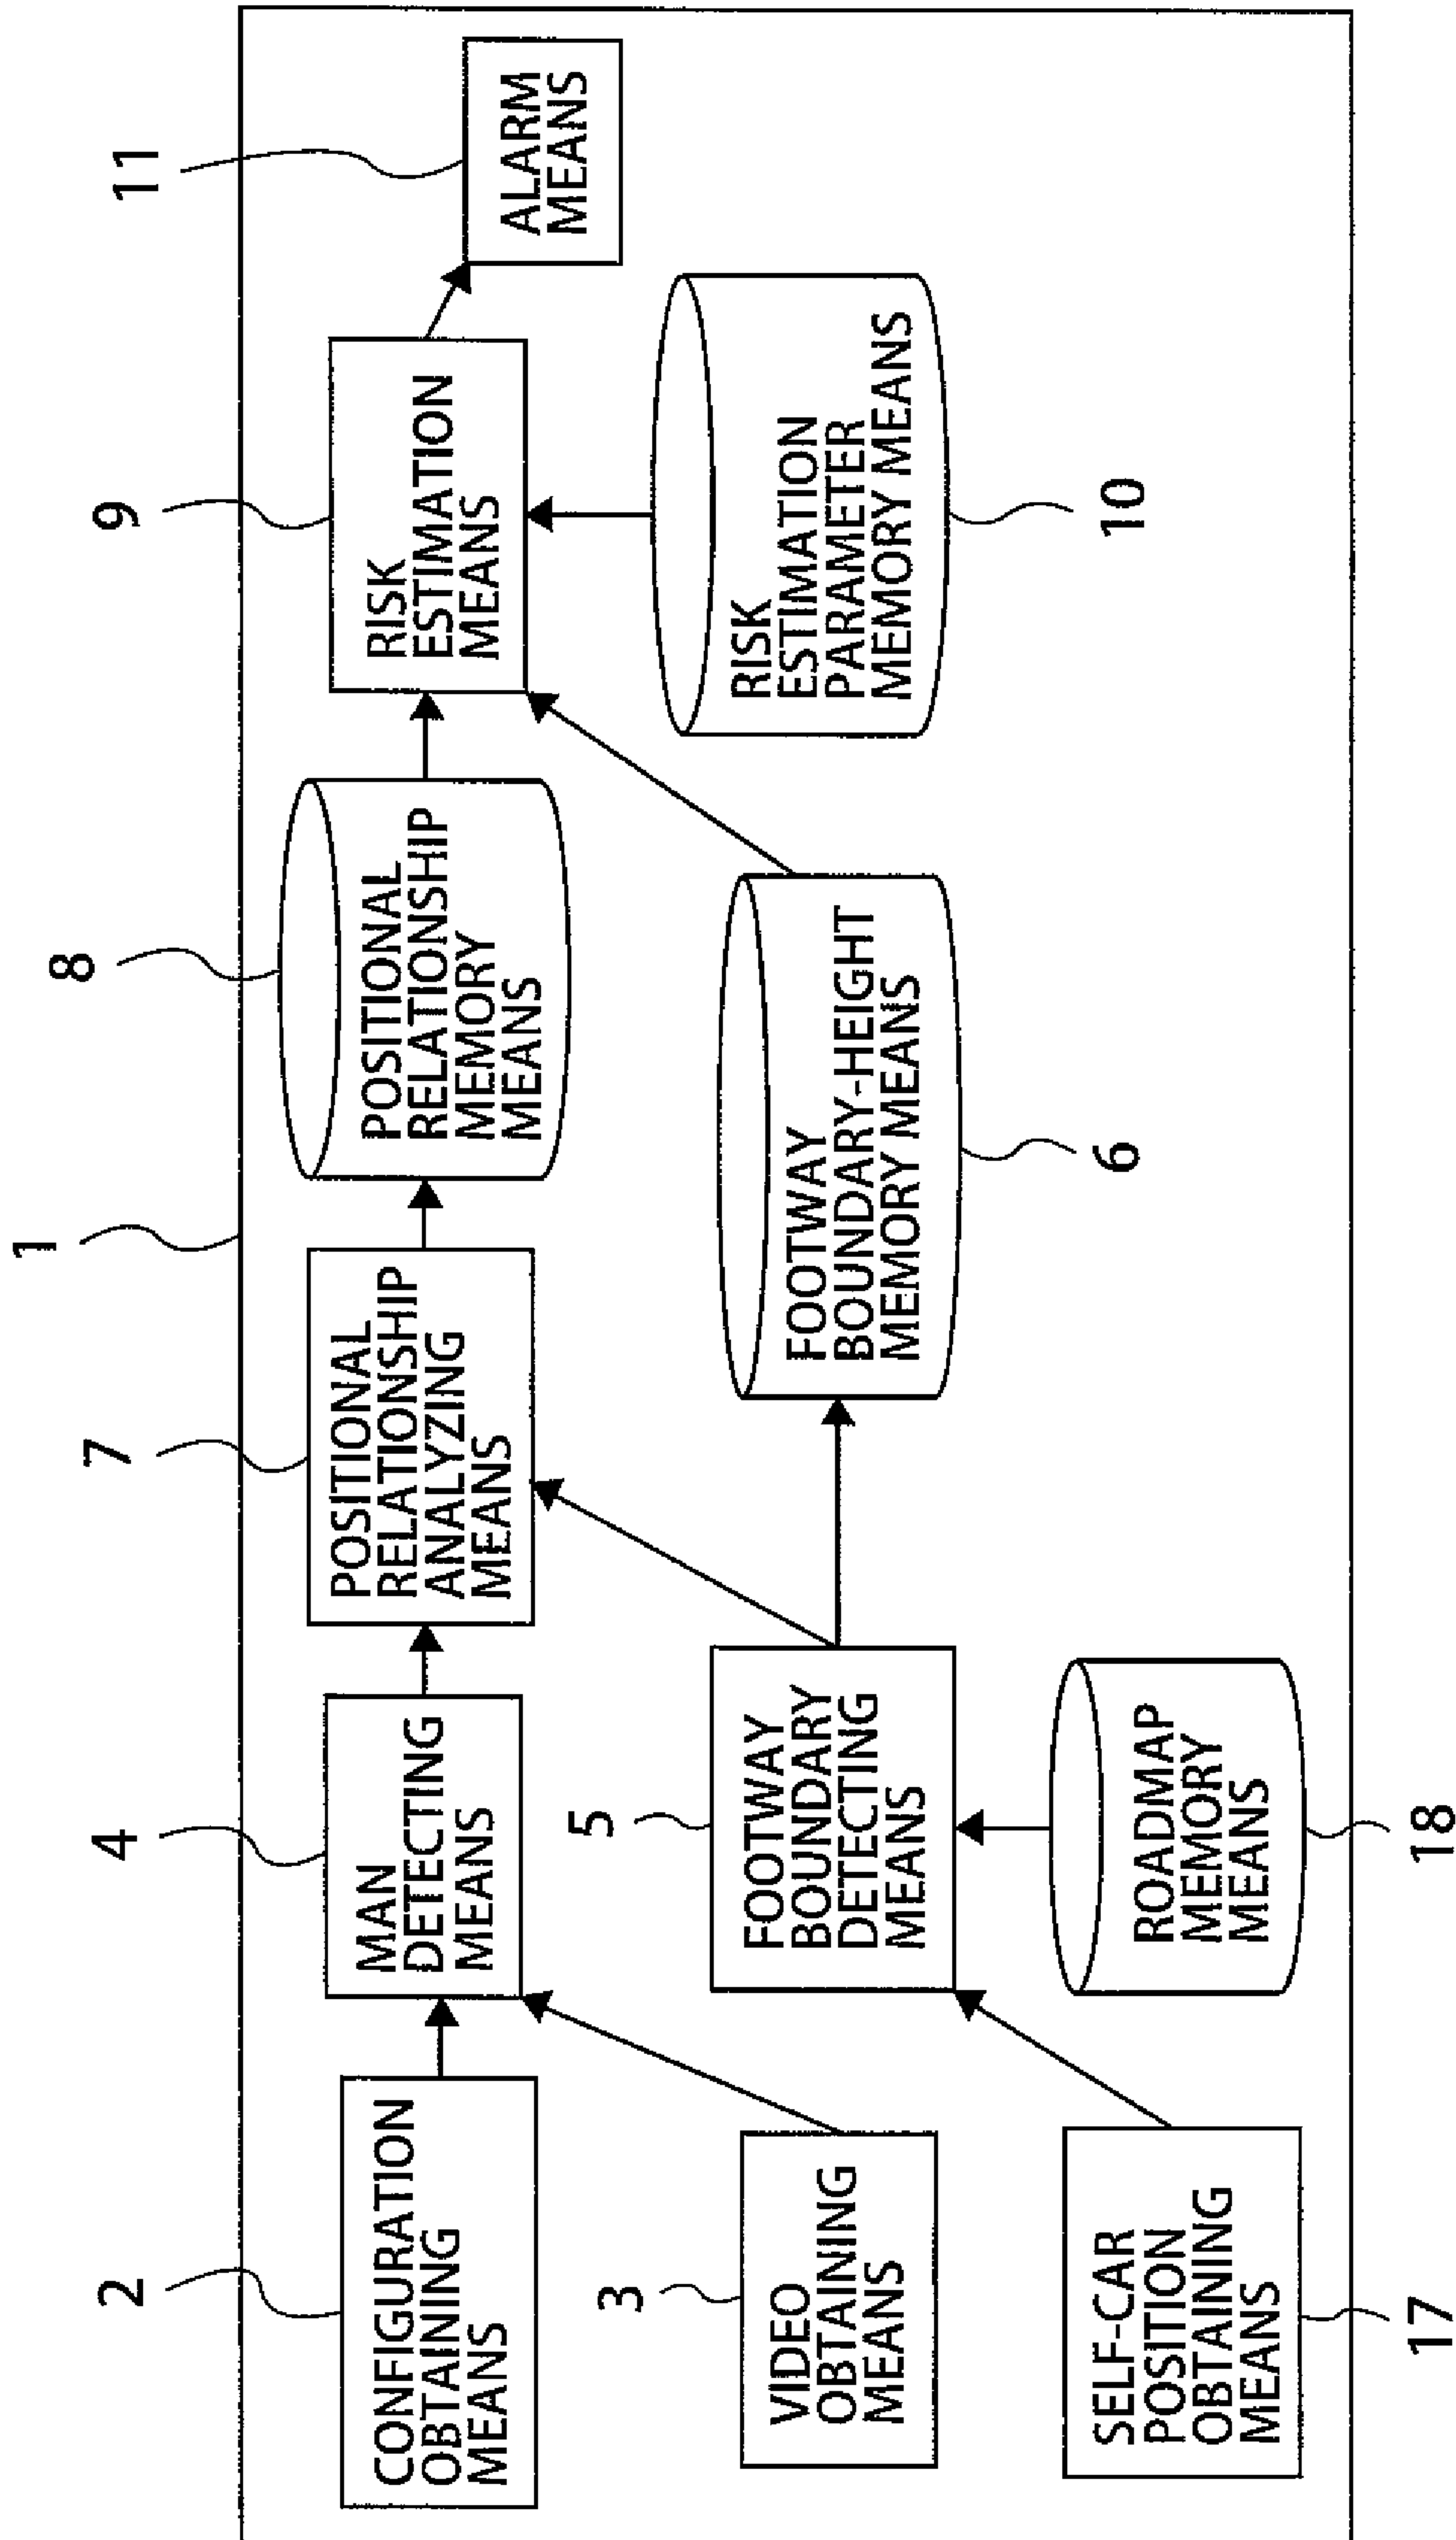 1
2
CONFIGURATION
OBTAINING
MEANS
4
MAN
DETECTING
MEANS
7
POSITIONAL
RELATIONSHIP
ANALYZING
MEANS
8
POSITIONAL
RELATIONSHIP
MEMORY
MEANS
9
RISK
ESTIMATION
MEANS
11
ALARM
MEANS
3
VIDEO
OBTAINING
MEANS
5
FOOTWAY
BOUNDARY
DETECTING
MEANS
FOOTWAY
BOUNDARY-HEIGHT
MEMORY MEANS
6
RISK
ESTIMATION
PARAMETER
MEMORY MEANS
10
SELF-CAR
POSITION
OBTAINING
MEANS
17
ROADMAP
MEMORY
MEANS
18